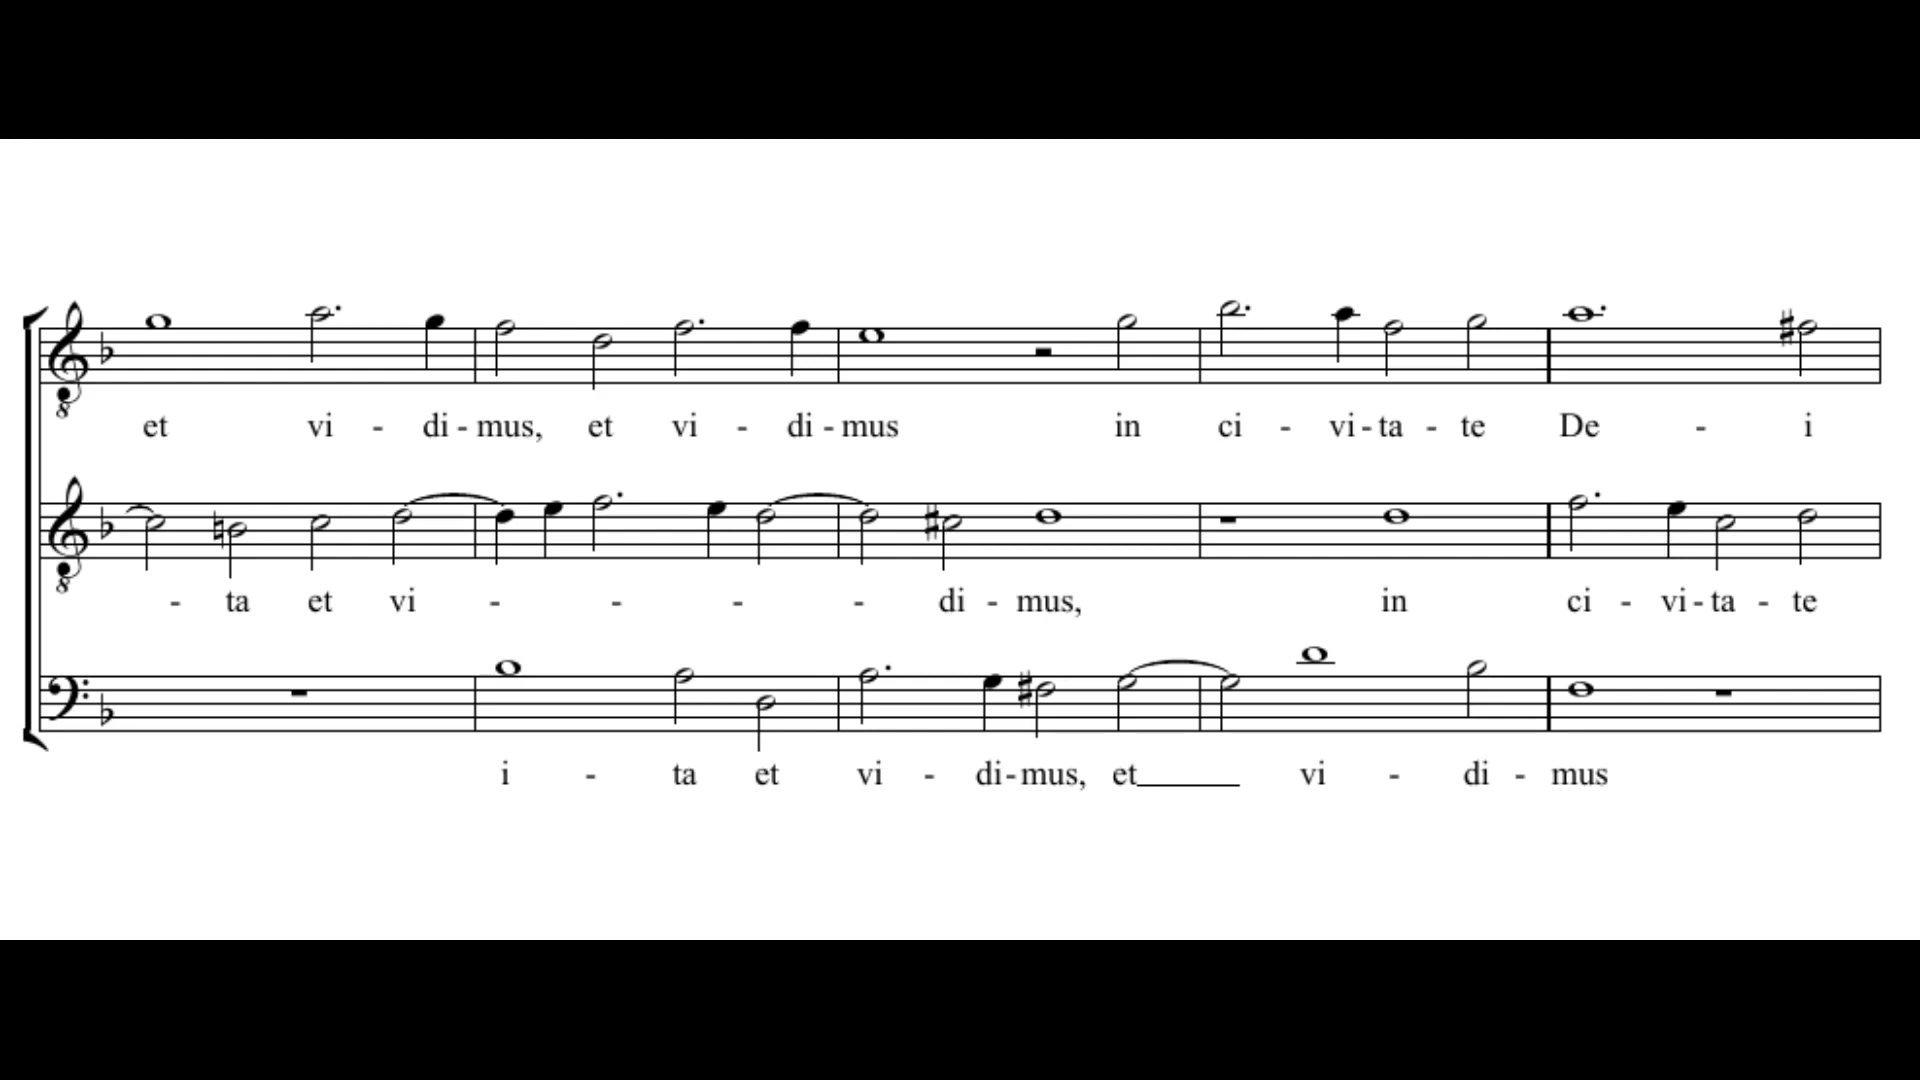 et vi - di - mus, et vi - di - mus in ci - vi - ta - te De - i
- ta et vi - - - - di - mus, in ci - vi - ta - te
i - ta et vi - di - mus, et____ vi - di - mus